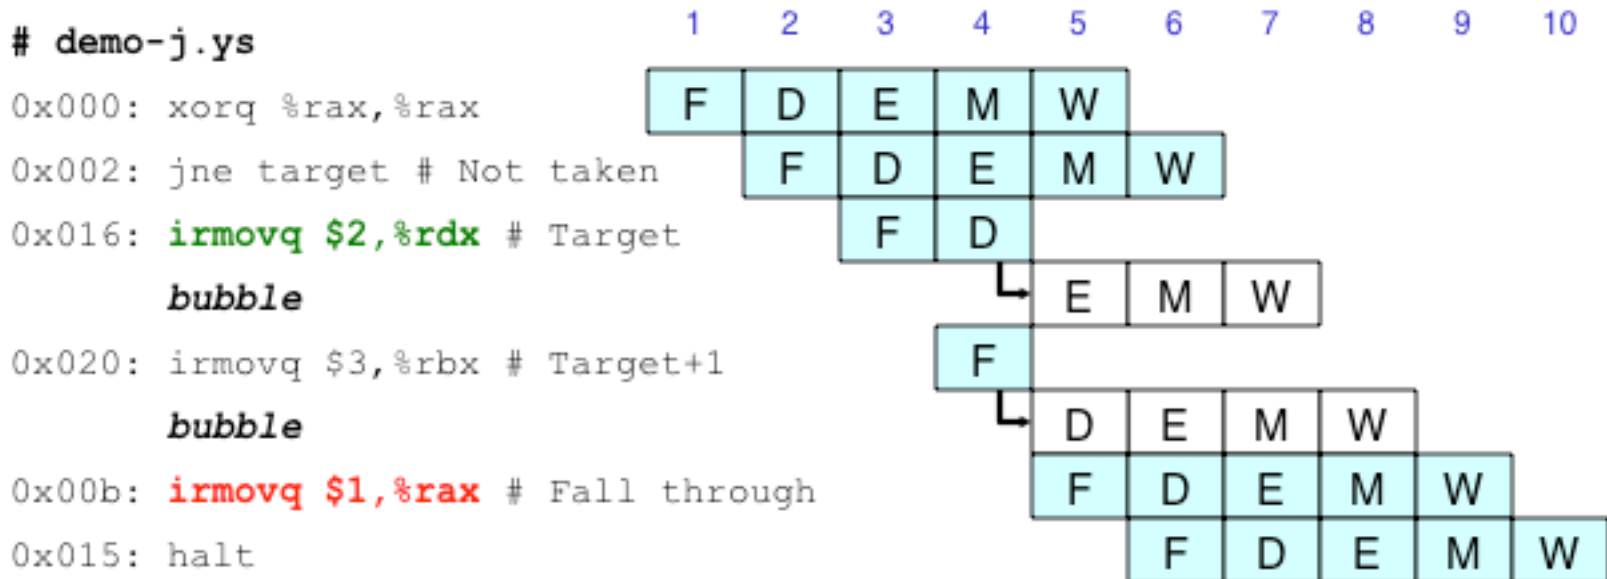 1 2 3 4 5 6 7 8 9 10
# demo-j.ys
0x000: xorq %rax,%rax F D E M W
0x002: jne target # Not taken F D E M W
0x016: irmovq $2,%rdx # Target F D
bubble E M W
0x020: irmovq $3,%rbx # Target+1 F
bubble D E M W
0x00b: irmovq $1,%rax # Fall through F D E M W
0x015: halt F D E M W